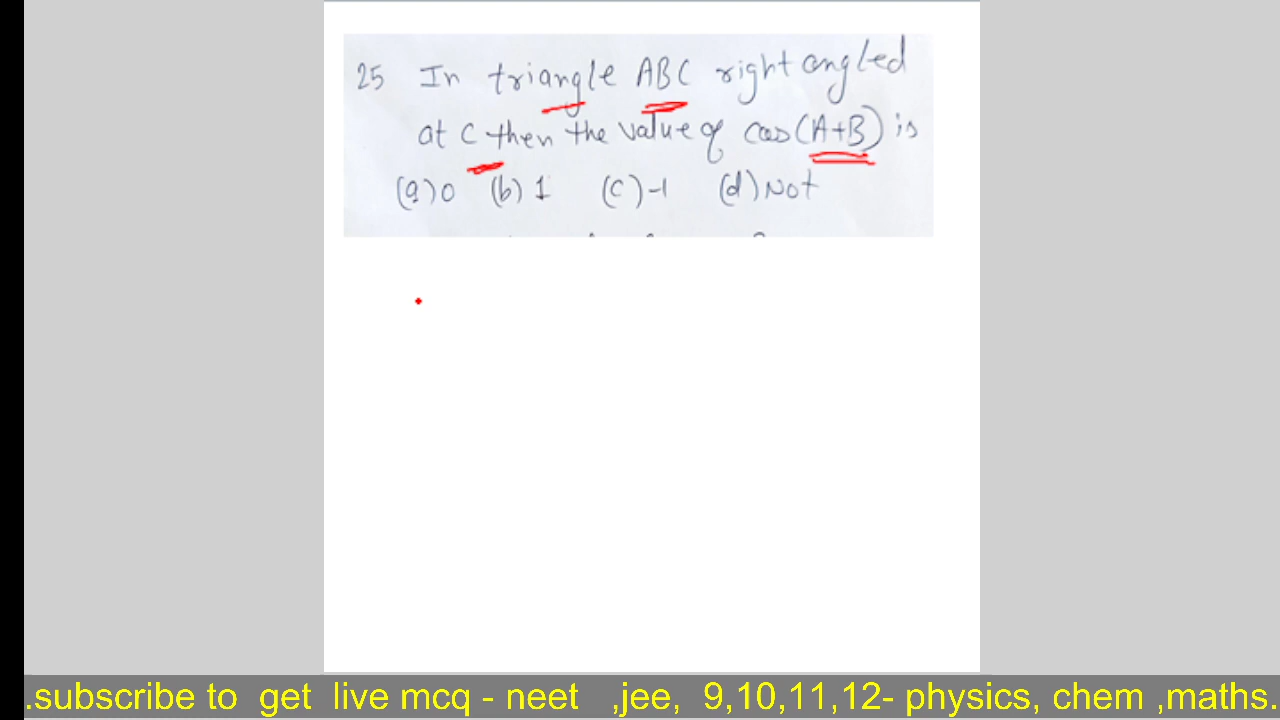 25 In triangle ABC right angled
at C then the value of cos(A+B) is
(a) 0 (b) 1 (c) -1 (d) Not
.subscribe to get live mcq - neet ,jee, 9,10,11,12- physics, chem ,maths.